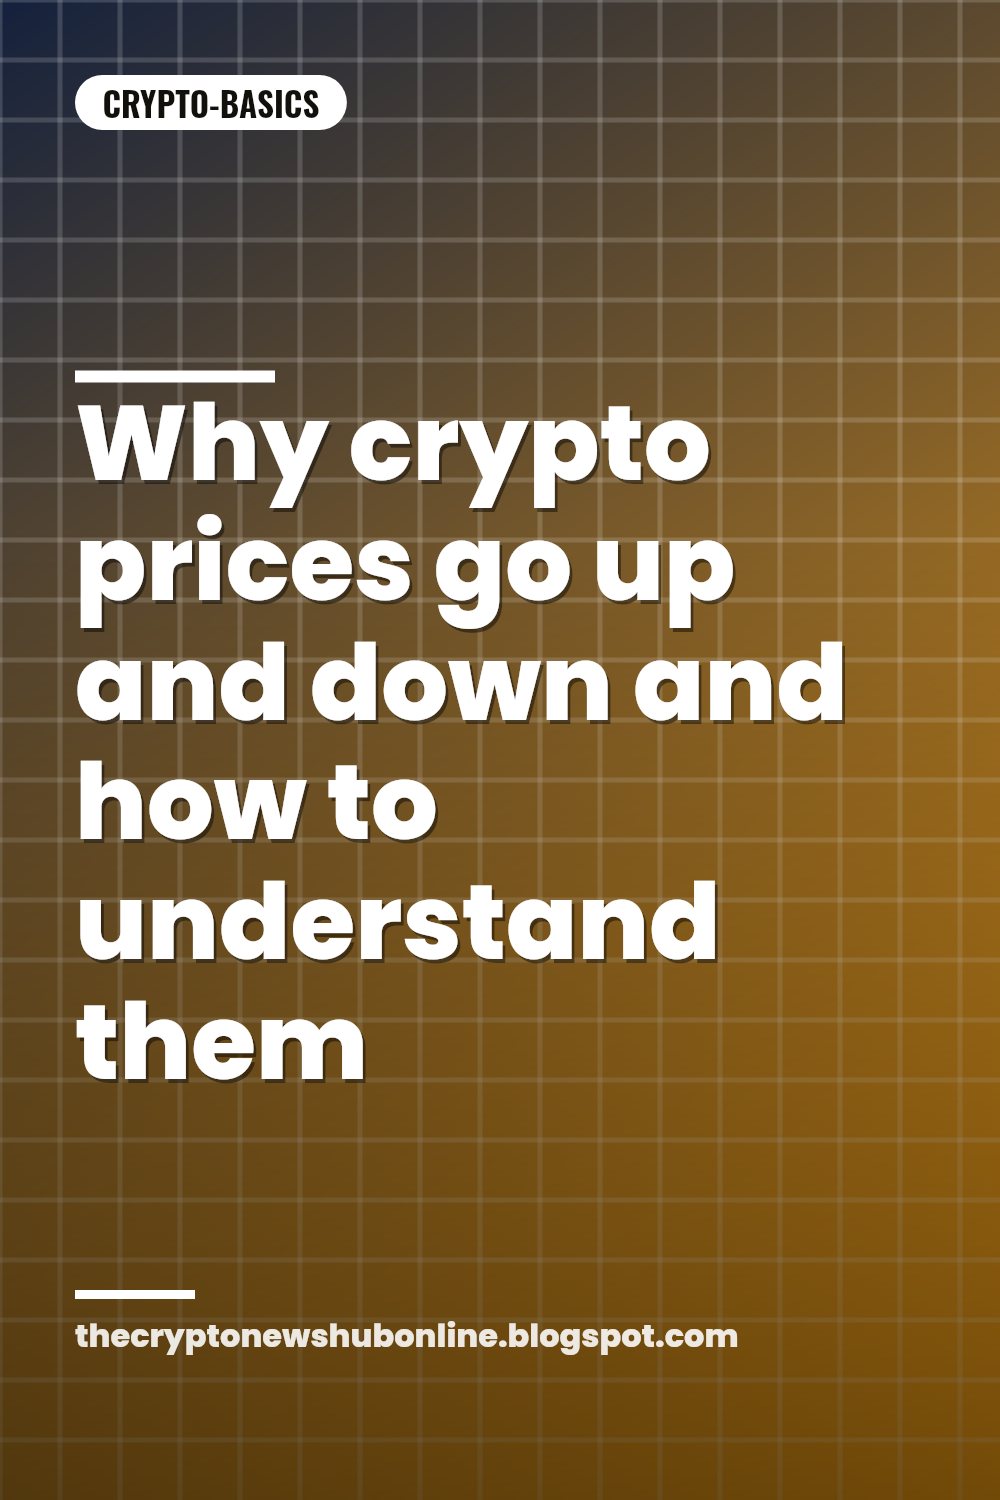 CRYPTO-BASICS
Why crypto
prices go up
and down and
how to
understand
them
thecryptonewshubonline.blogspot.com